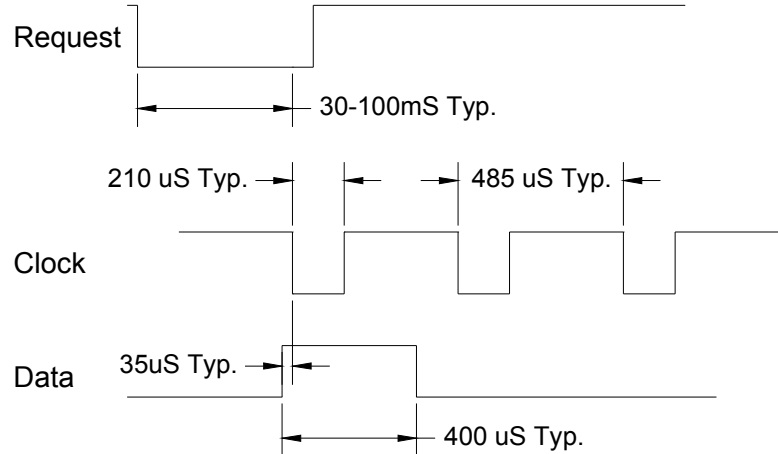 Request
30-100mS Typ.
210 uS Typ.
485 uS Typ.
Clock
35uS Typ.
Data
400 uS Typ.